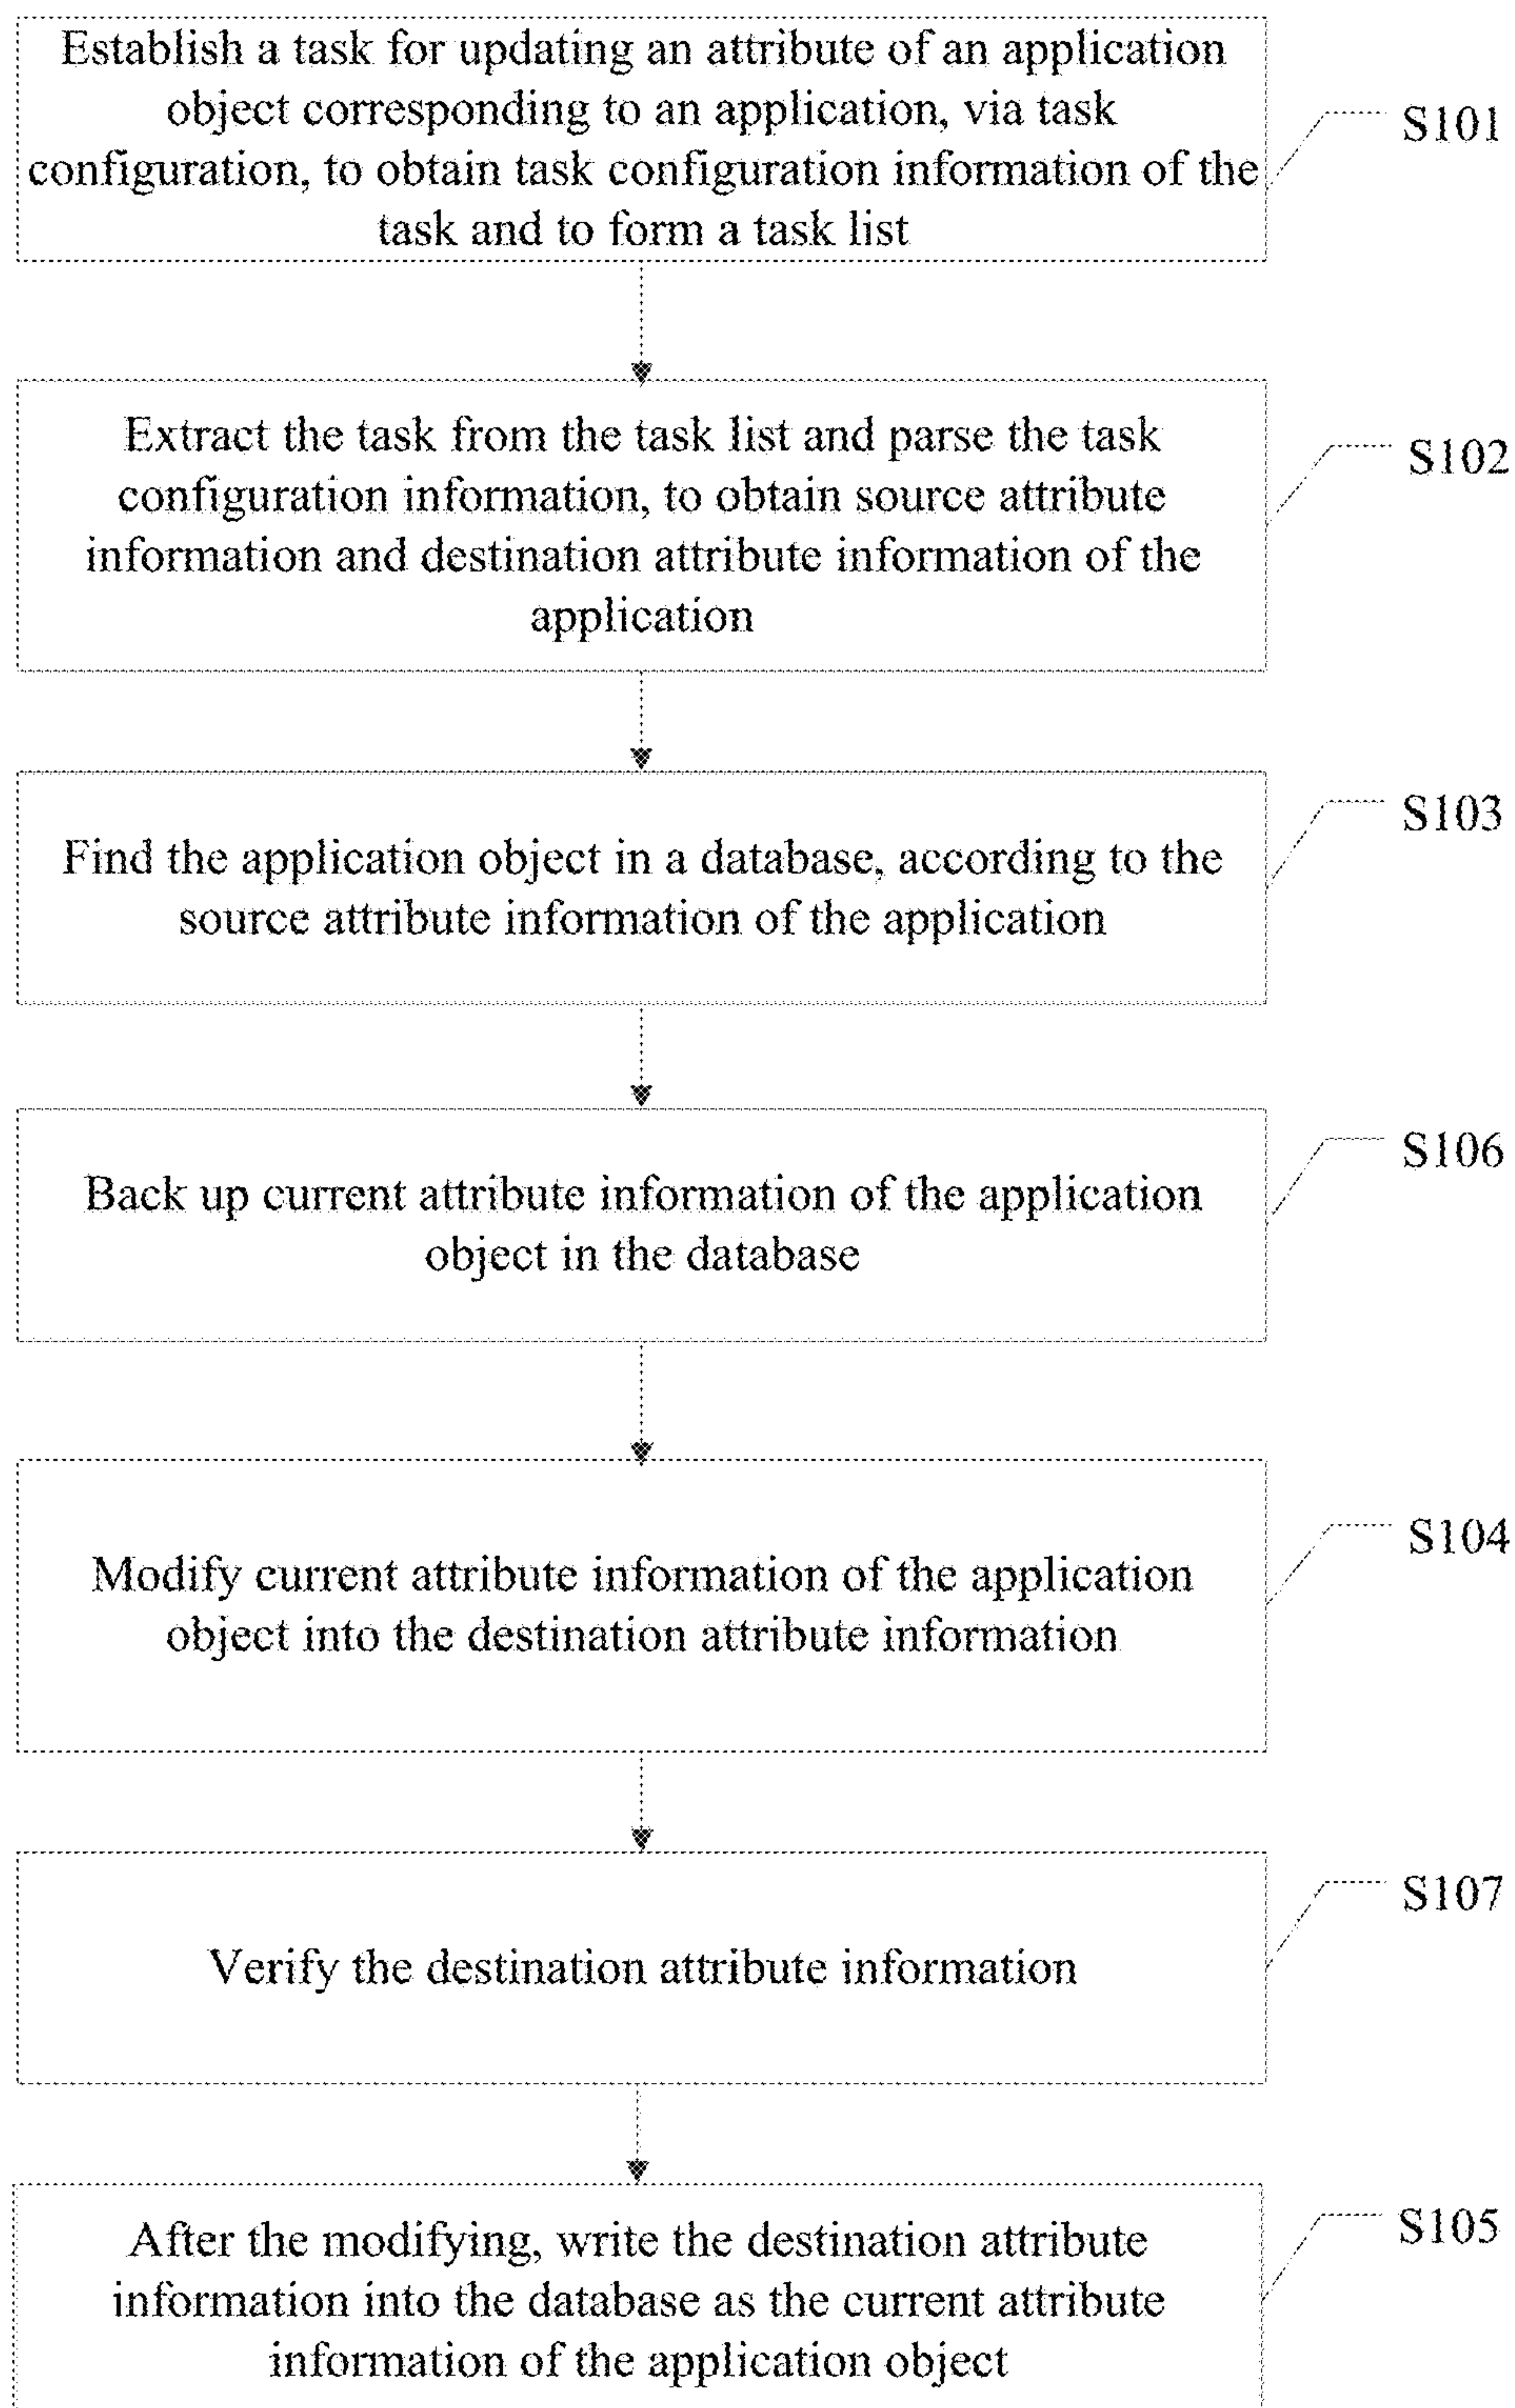 Establish a task for updating an attribute of an application
object corresponding to an application, via task
configuration, to obtain task configuration information of the
task and to form a task list
S101
Extract the task from the task list and parse the task
configuration information, to obtain source attribute
information and destination attribute information of the
application
S102
Find the application object in a database, according to the
source attribute information of the application
S103
Back up current attribute information of the application
object in the database
S106
Modify current attribute information of the application
object into the destination attribute information
S104
Verify the destination attribute information
S107
After the modifying, write the destination attribute
information into the database as the current attribute
information of the application object
S105